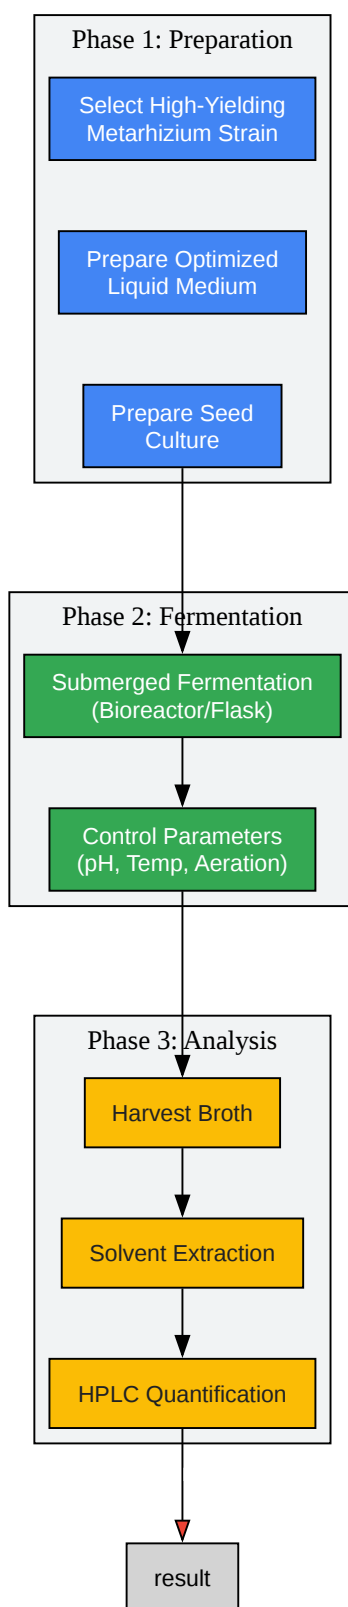 Phase 1: Preparation
Select High-Yielding
Metarhizium Strain
Prepare Optimized
Liquid Medium
Prepare Seed
Culture
Phase 2: Fermentation
Submerged Fermentation
(Bioreactor/Flask)
Control Parameters
(pH, Temp, Aeration)
Phase 3: Analysis
Harvest Broth
Solvent Extraction
HPLC Quantification
result